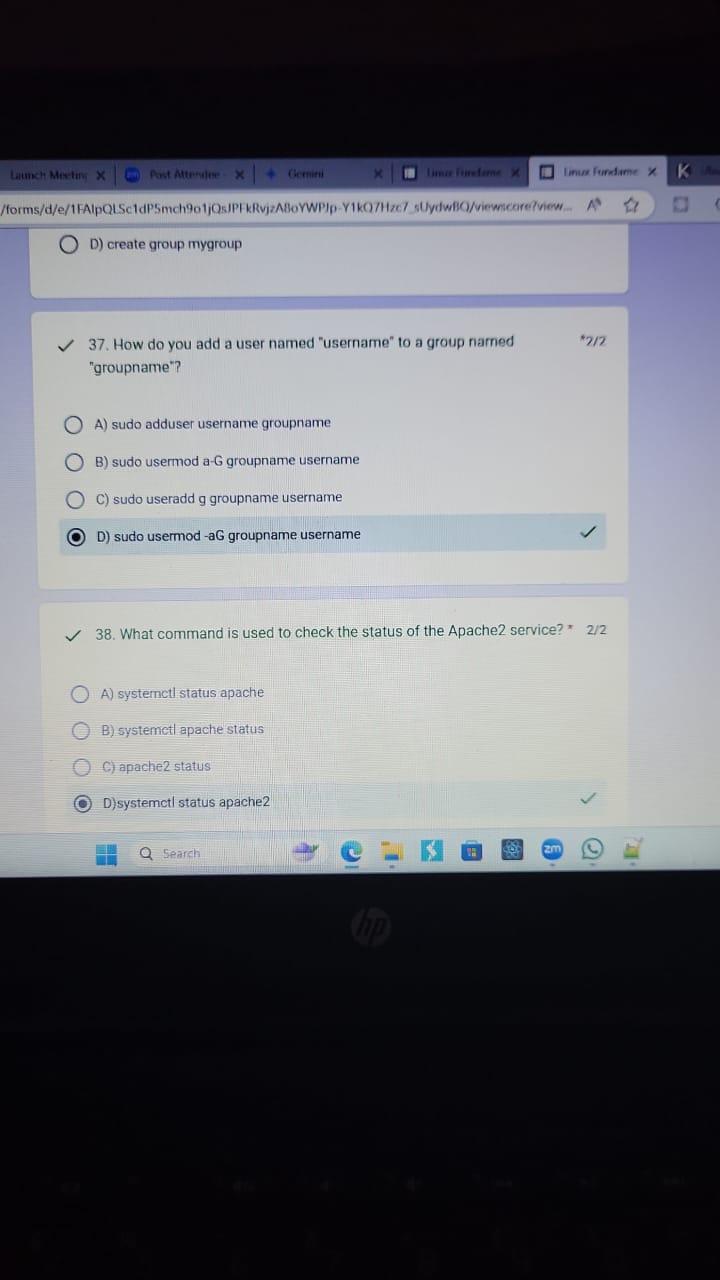 Launch Meeting
zm Post Attendee - Gemini Linux Fundame Linux Fundame K
/viewscore?view...
D) create group mygroup
37. How do you add a user named "username" to a group named *2/2
"groupname"?
A) sudo adduser username groupname
B) sudo usermod a-G groupname username
C) sudo useradd g groupname username
D) sudo usermod -aG groupname username
38. What command is used to check the status of the Apache2 service? * 2/2
A) systemctl status apache
B) systemctl apache status
C) apache2 status
D)systemctl status apache2
Search
zm
hp